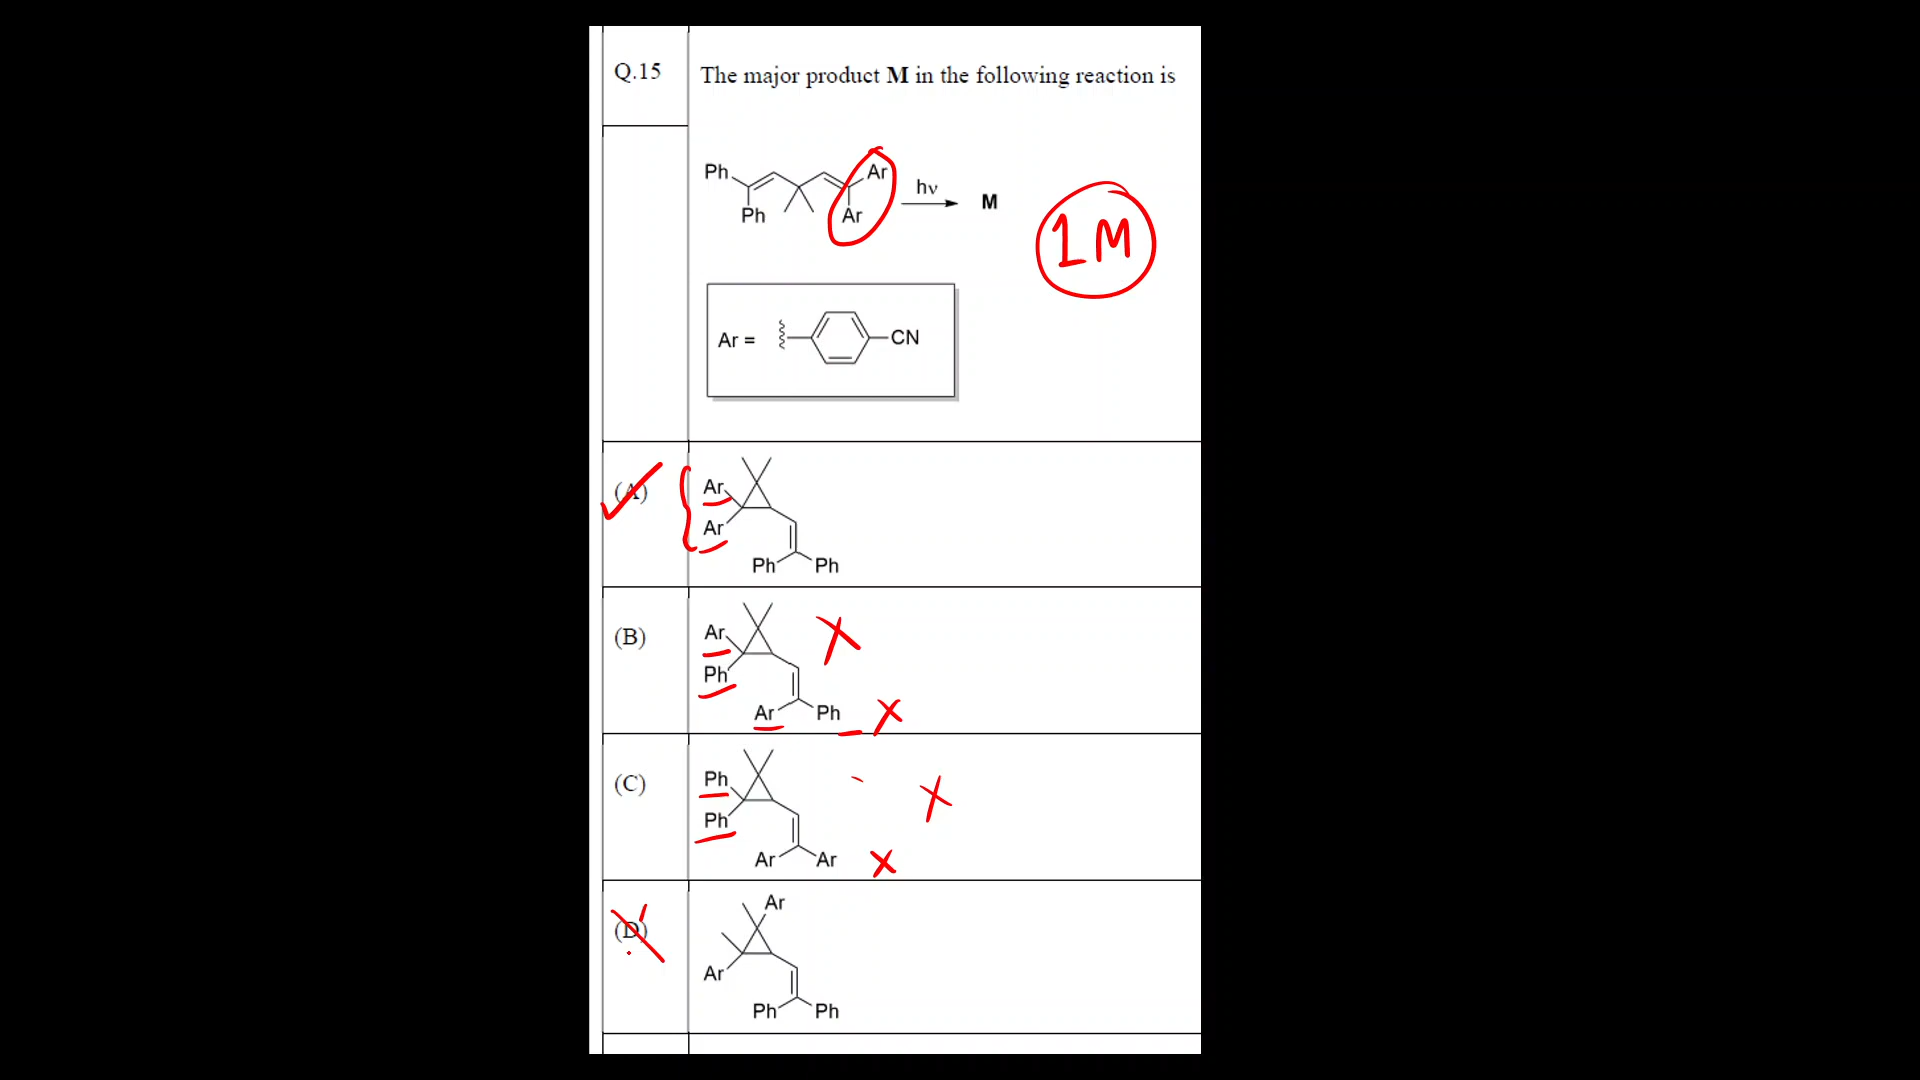 Q.15
The major product M in the following reaction is
Ph
Ar
hν
M
Ph
Ar
1M
Ar =
CN
(A)
Ar
Ar
Ph
Ph
(B)
Ar
Ph
Ar
Ph
(C)
Ph
Ph
Ar
Ar
(D)
Ar
Ar
Ph
Ph